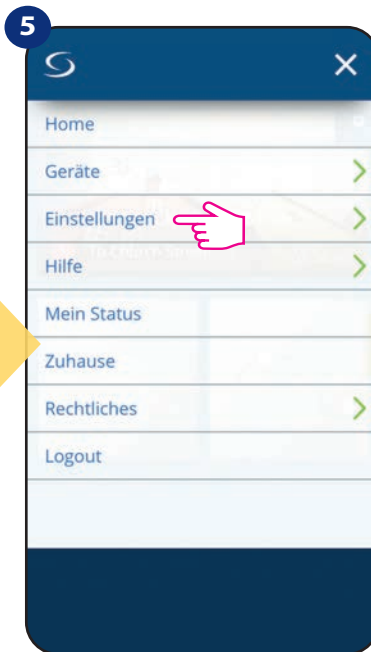 5
Home
Geräte
Einstellungen
Hilfe
Mein Status
Zuhause
Rechtliches
Logout